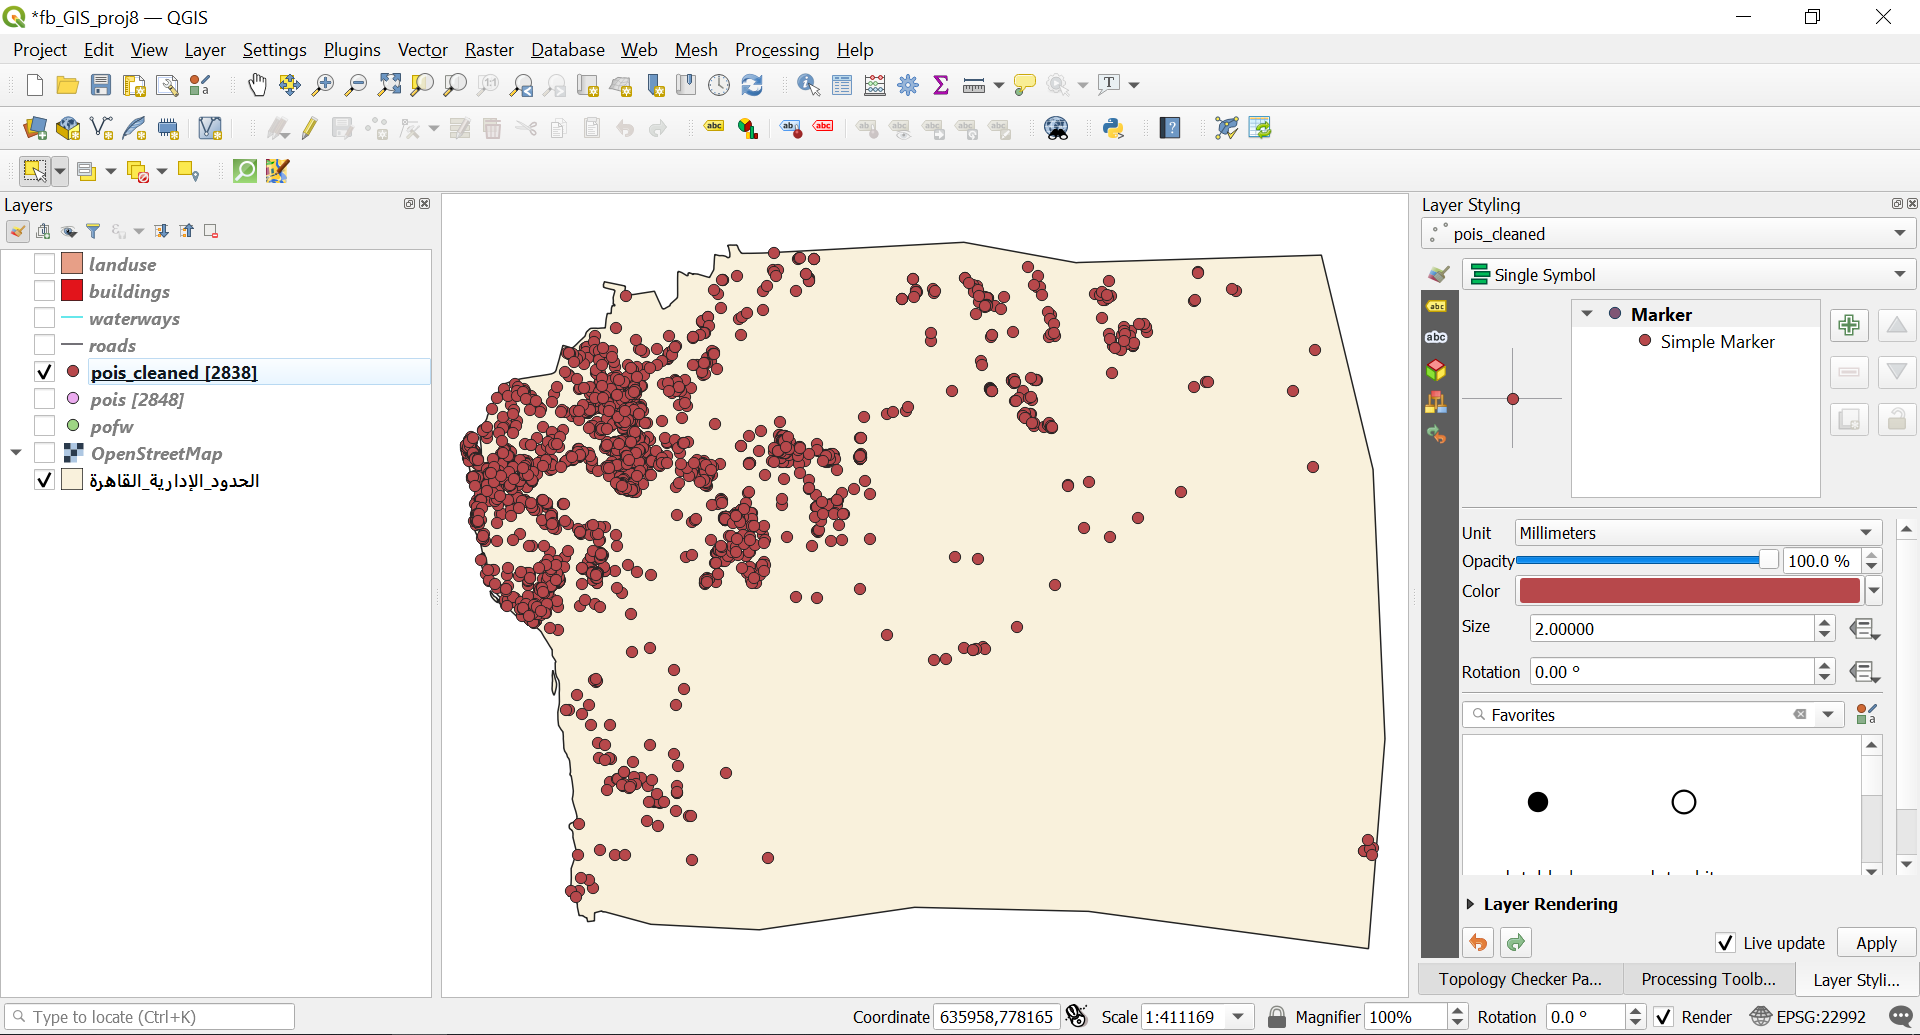 *fb_GIS_proj8 — QGIS
Project Edit View Layer Settings Plugins Vector Raster Database Web Mesh Processing Help
Layers
landuse
buildings
waterways
roads
pois_cleaned [2838]
pois [2848]
pofw
OpenStreetMap
الحدود_الإدارية_القاهرة
Layer Styling
pois_cleaned
Single Symbol
Marker
Simple Marker
Unit Millimeters
Opacity 100.0 %
Color
Size 2.00000
Rotation 0.00 °
Favorites
Layer Rendering
Live update Apply
Topology Checker Pa... Processing Toolb... Layer Styli...
Type to locate (Ctrl+K) Coordinate 635958,778165 Scale 1:411169 Magnifier 100% Rotation 0.0 ° Render EPSG:22992